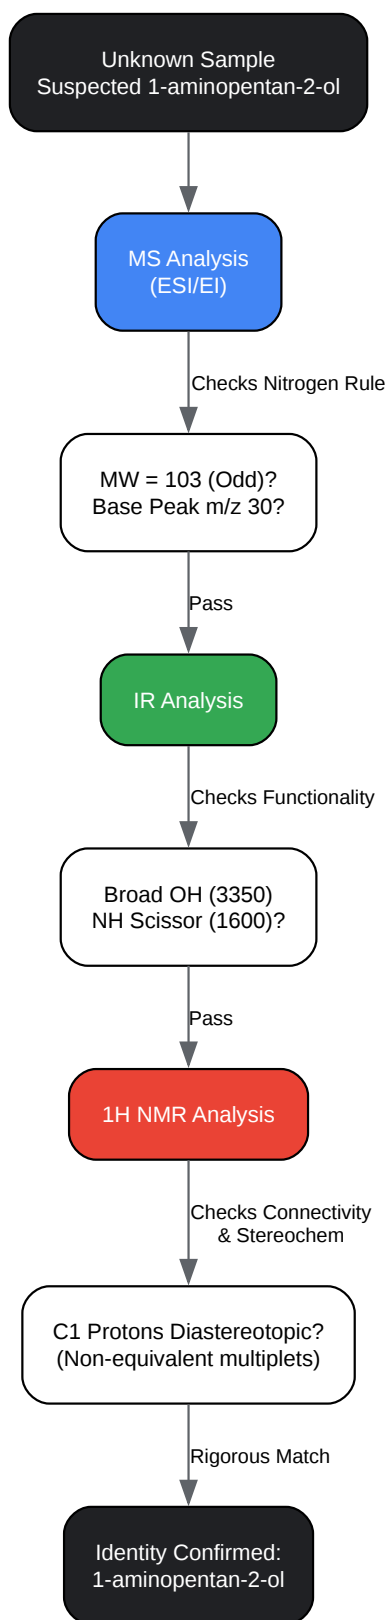 Unknown Sample
Suspected 1-aminopentan-2-ol
MS Analysis
(ESI/EI)
Checks Nitrogen Rule
MW = 103 (Odd)?
Base Peak m/z 30?
Pass
IR Analysis
Checks Functionality
Broad OH (3350)
NH Scissor (1600)?
Pass
1H NMR Analysis
Checks Connectivity
& Stereochem
C1 Protons Diastereotopic?
(Non-equivalent multiplets)
Rigorous Match
Identity Confirmed:
1-aminopentan-2-ol